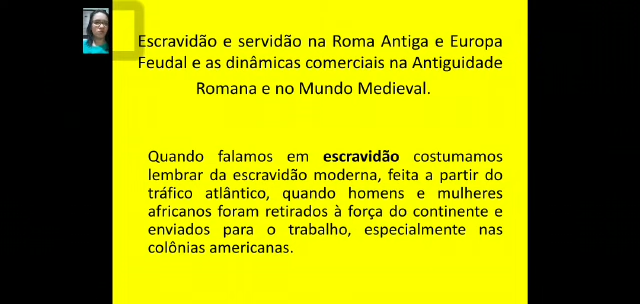 Escravidão e servidão na Roma Antiga e Europa
Feudal e as dinâmicas comerciais na Antiguidade
Romana e no Mundo Medieval.
Quando falamos em escravidão costumamos
lembrar da escravidão moderna, feita a partir do
tráfico atlântico, quando homens e mulheres
africanos foram retirados à força do continente e
enviados para o trabalho, especialmente nas
colônias americanas.